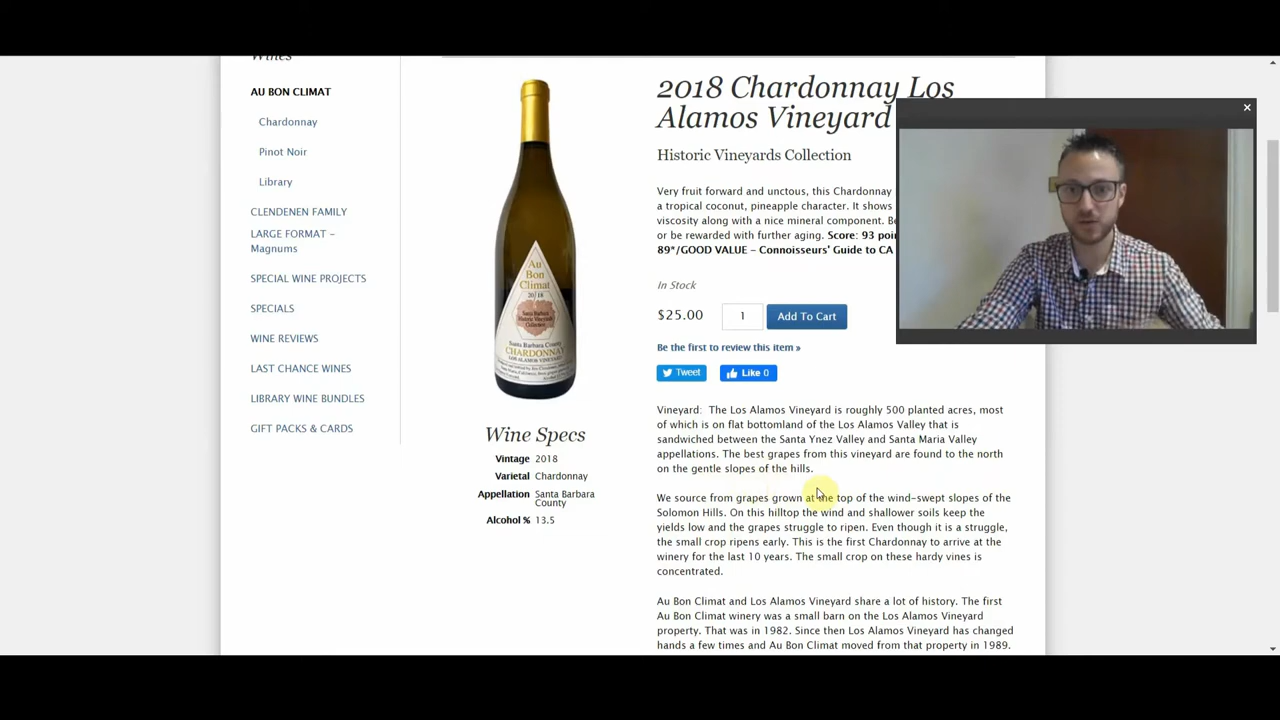 Wines
AU BON CLIMAT
Chardonnay
Pinot Noir
Library
CLENDENEN FAMILY
LARGE FORMAT -
Magnums
SPECIAL WINE PROJECTS
SPECIALS
WINE REVIEWS
LAST CHANCE WINES
LIBRARY WINE BUNDLES
GIFT PACKS & CARDS
Au
Bon
Climat
20/18
Santa Barbara
Historic Vineyards
Collection
Santa Barbara County
CHARDONNAY
LOS ALAMOS VINEYARD
Wine Specs
Vintage 2018
Varietal Chardonnay
Appellation Santa Barbara
County
Alcohol % 13.5
2018 Chardonnay Los
Alamos Vineyard
Historic Vineyards Collection
Very fruit forward and unctous, this Chardonnay
a tropical coconut, pineapple character. It shows
viscosity along with a nice mineral component. Be
or be rewarded with further aging. Score: 93 poi
89*/GOOD VALUE - Connoisseurs' Guide to CA
In Stock
$25.00 1 Add To Cart
Be the first to review this item »
Tweet Like 0
Vineyard: The Los Alamos Vineyard is roughly 500 planted acres, most
of which is on flat bottomland of the Los Alamos Valley that is
sandwiched between the Santa Ynez Valley and Santa Maria Valley
appellations. The best grapes from this vineyard are found to the north
on the gentle slopes of the hills.
We source from grapes grown at the top of the wind-swept slopes of the
Solomon Hills. On this hilltop the wind and shallower soils keep the
yields low and the grapes struggle to ripen. Even though it is a struggle,
the small crop ripens early. This is the first Chardonnay to arrive at the
winery for the last 10 years. The small crop on these hardy vines is
concentrated.
Au Bon Climat and Los Alamos Vineyard share a lot of history. The first
Au Bon Climat winery was a small barn on the Los Alamos Vineyard
property. That was in 1982. Since then Los Alamos Vineyard has changed
hands a few times and Au Bon Climat moved from that property in 1989.